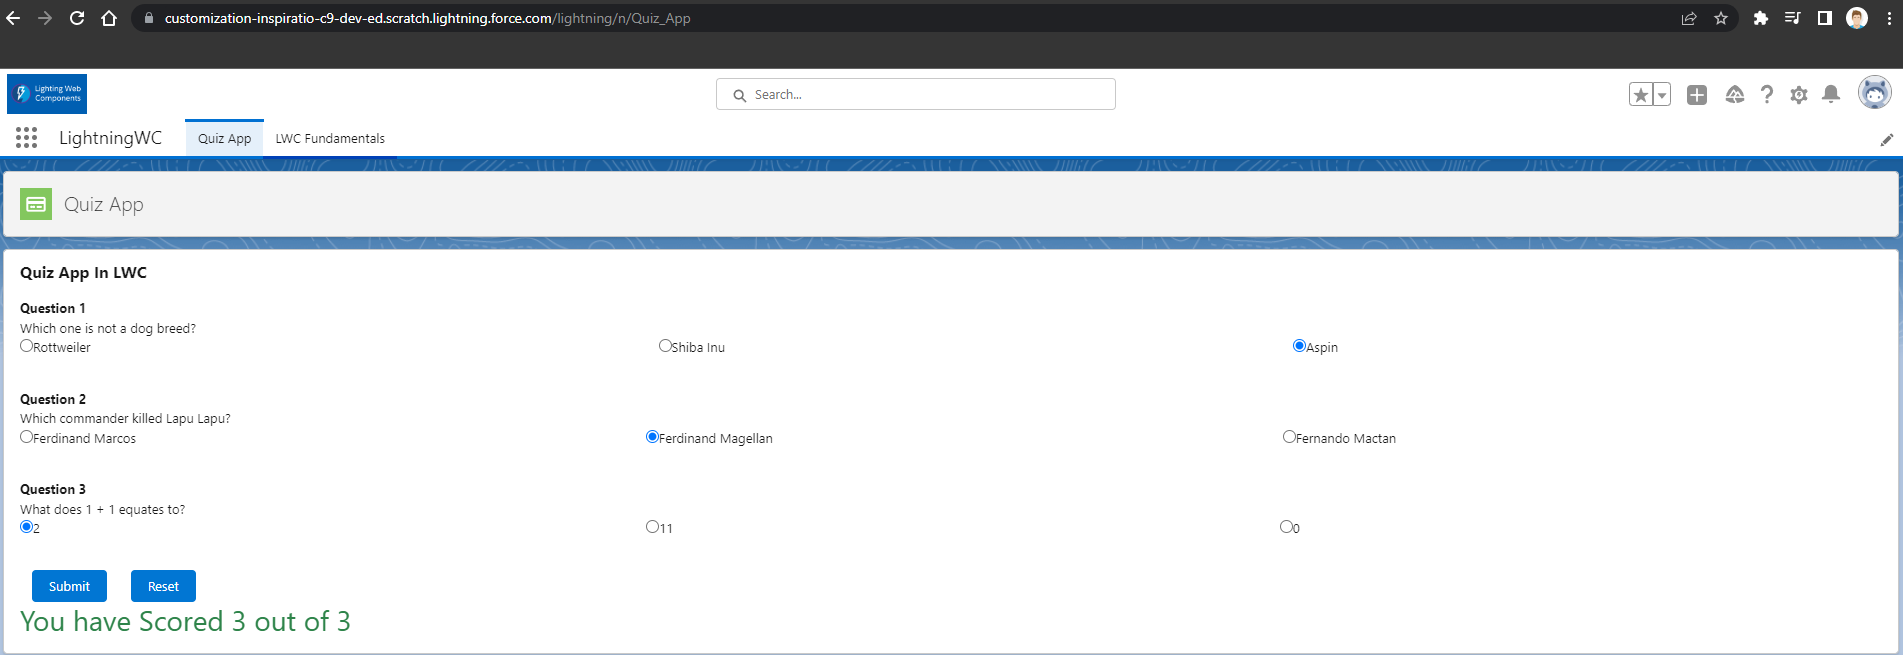 customization-inspiratio-c9-dev-ed.scratch.lightning.force.com/lightning/n/Quiz_App
Lighting Web
Components
Search...
LightningWC
Quiz App
LWC Fundamentals
Quiz App
Quiz App In LWC
Question 1
Which one is not a dog breed?
Rottweiler Shiba Inu Aspin
Question 2
Which commander killed Lapu Lapu?
Ferdinand Marcos Ferdinand Magellan Fernando Mactan
Question 3
What does 1 + 1 equates to?
2 11 0
Submit Reset
You have Scored 3 out of 3